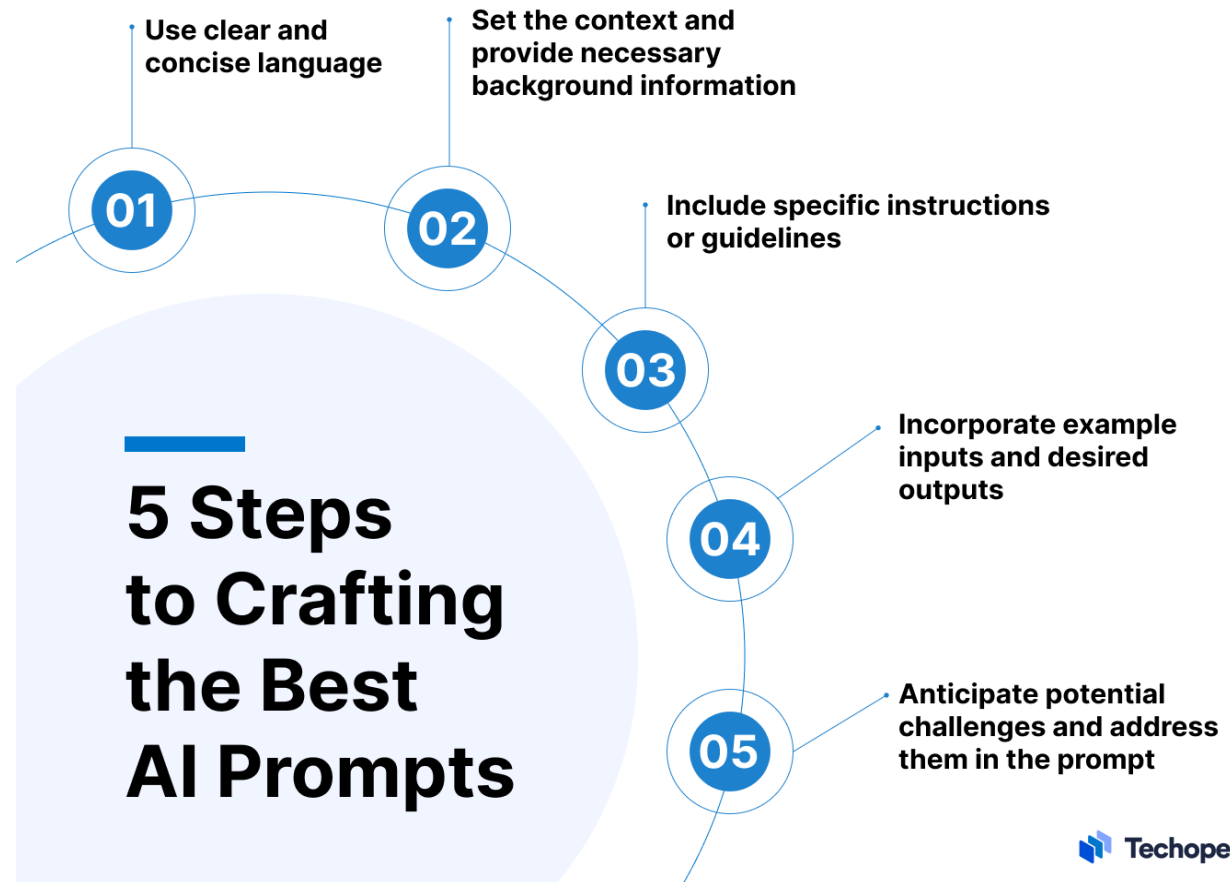 01
Use clear and
concise language
02
Set the context and
provide necessary
background information
03
Include specific instructions
or guidelines
04
Incorporate example
inputs and desired
outputs
05
Anticipate potential
challenges and address
them in the prompt
5 Steps
to Crafting
the Best
AI Prompts
Techope